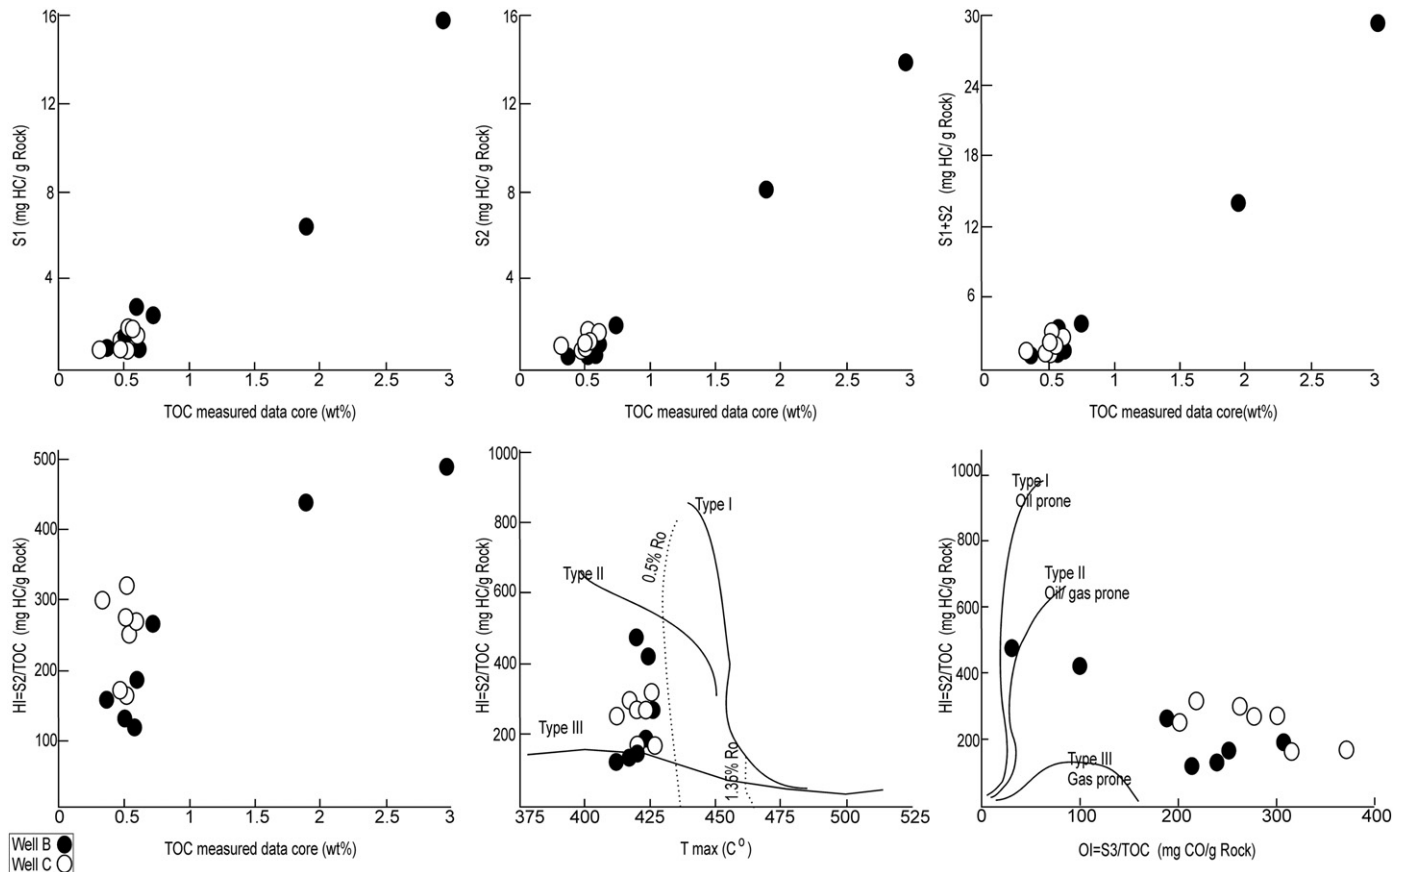 16
12
8
4
0
0.5
1
1.5
2
2.5
3
S1 (mg HC/ g Rock)
TOC measured data core (wt%)
16
12
8
4
0
0.5
1
1.5
2
2.5
3
S2 (mg HC/ g Rock)
TOC measured data core (wt%)
30
24
18
12
6
0
0
0.5
1
1.5
2
2.5
3
S1+S2 (mg HC/ g Rock)
TOC measured data core(wt%)
500
400
300
200
100
0
0.5
1
1.5
2
2.5
3
HI=S2/TOC (mg HC/g Rock)
TOC measured data core (wt%)
Well B
Well C
1000
800
600
400
200
375
400
425
450
475
500
525
HI=S2/TOC (mg HC/g Rock)
T max (C o )
Type I
Type II
Type III
0.5% Ro
1.35% Ro
1000
800
600
400
200
0
100
200
300
400
HI=S2/TOC (mg HC/g Rock)
OI=S3/TOC (mg CO/g Rock)
Type I
Oil prone
Type II
Oil/ gas prone
Type III
Gas prone